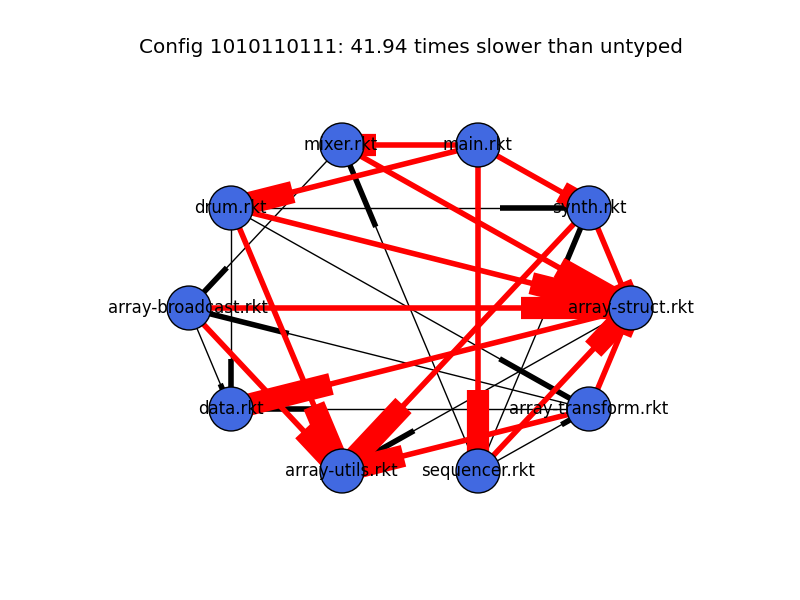 Config 1010110111: 41.94 times slower than untyped
mixer.rkt
main.rkt
drum.rkt
synth.rkt
array-broadcast.rkt
array-struct.rkt
data.rkt
array-transform.rkt
array-utils.rkt
sequencer.rkt